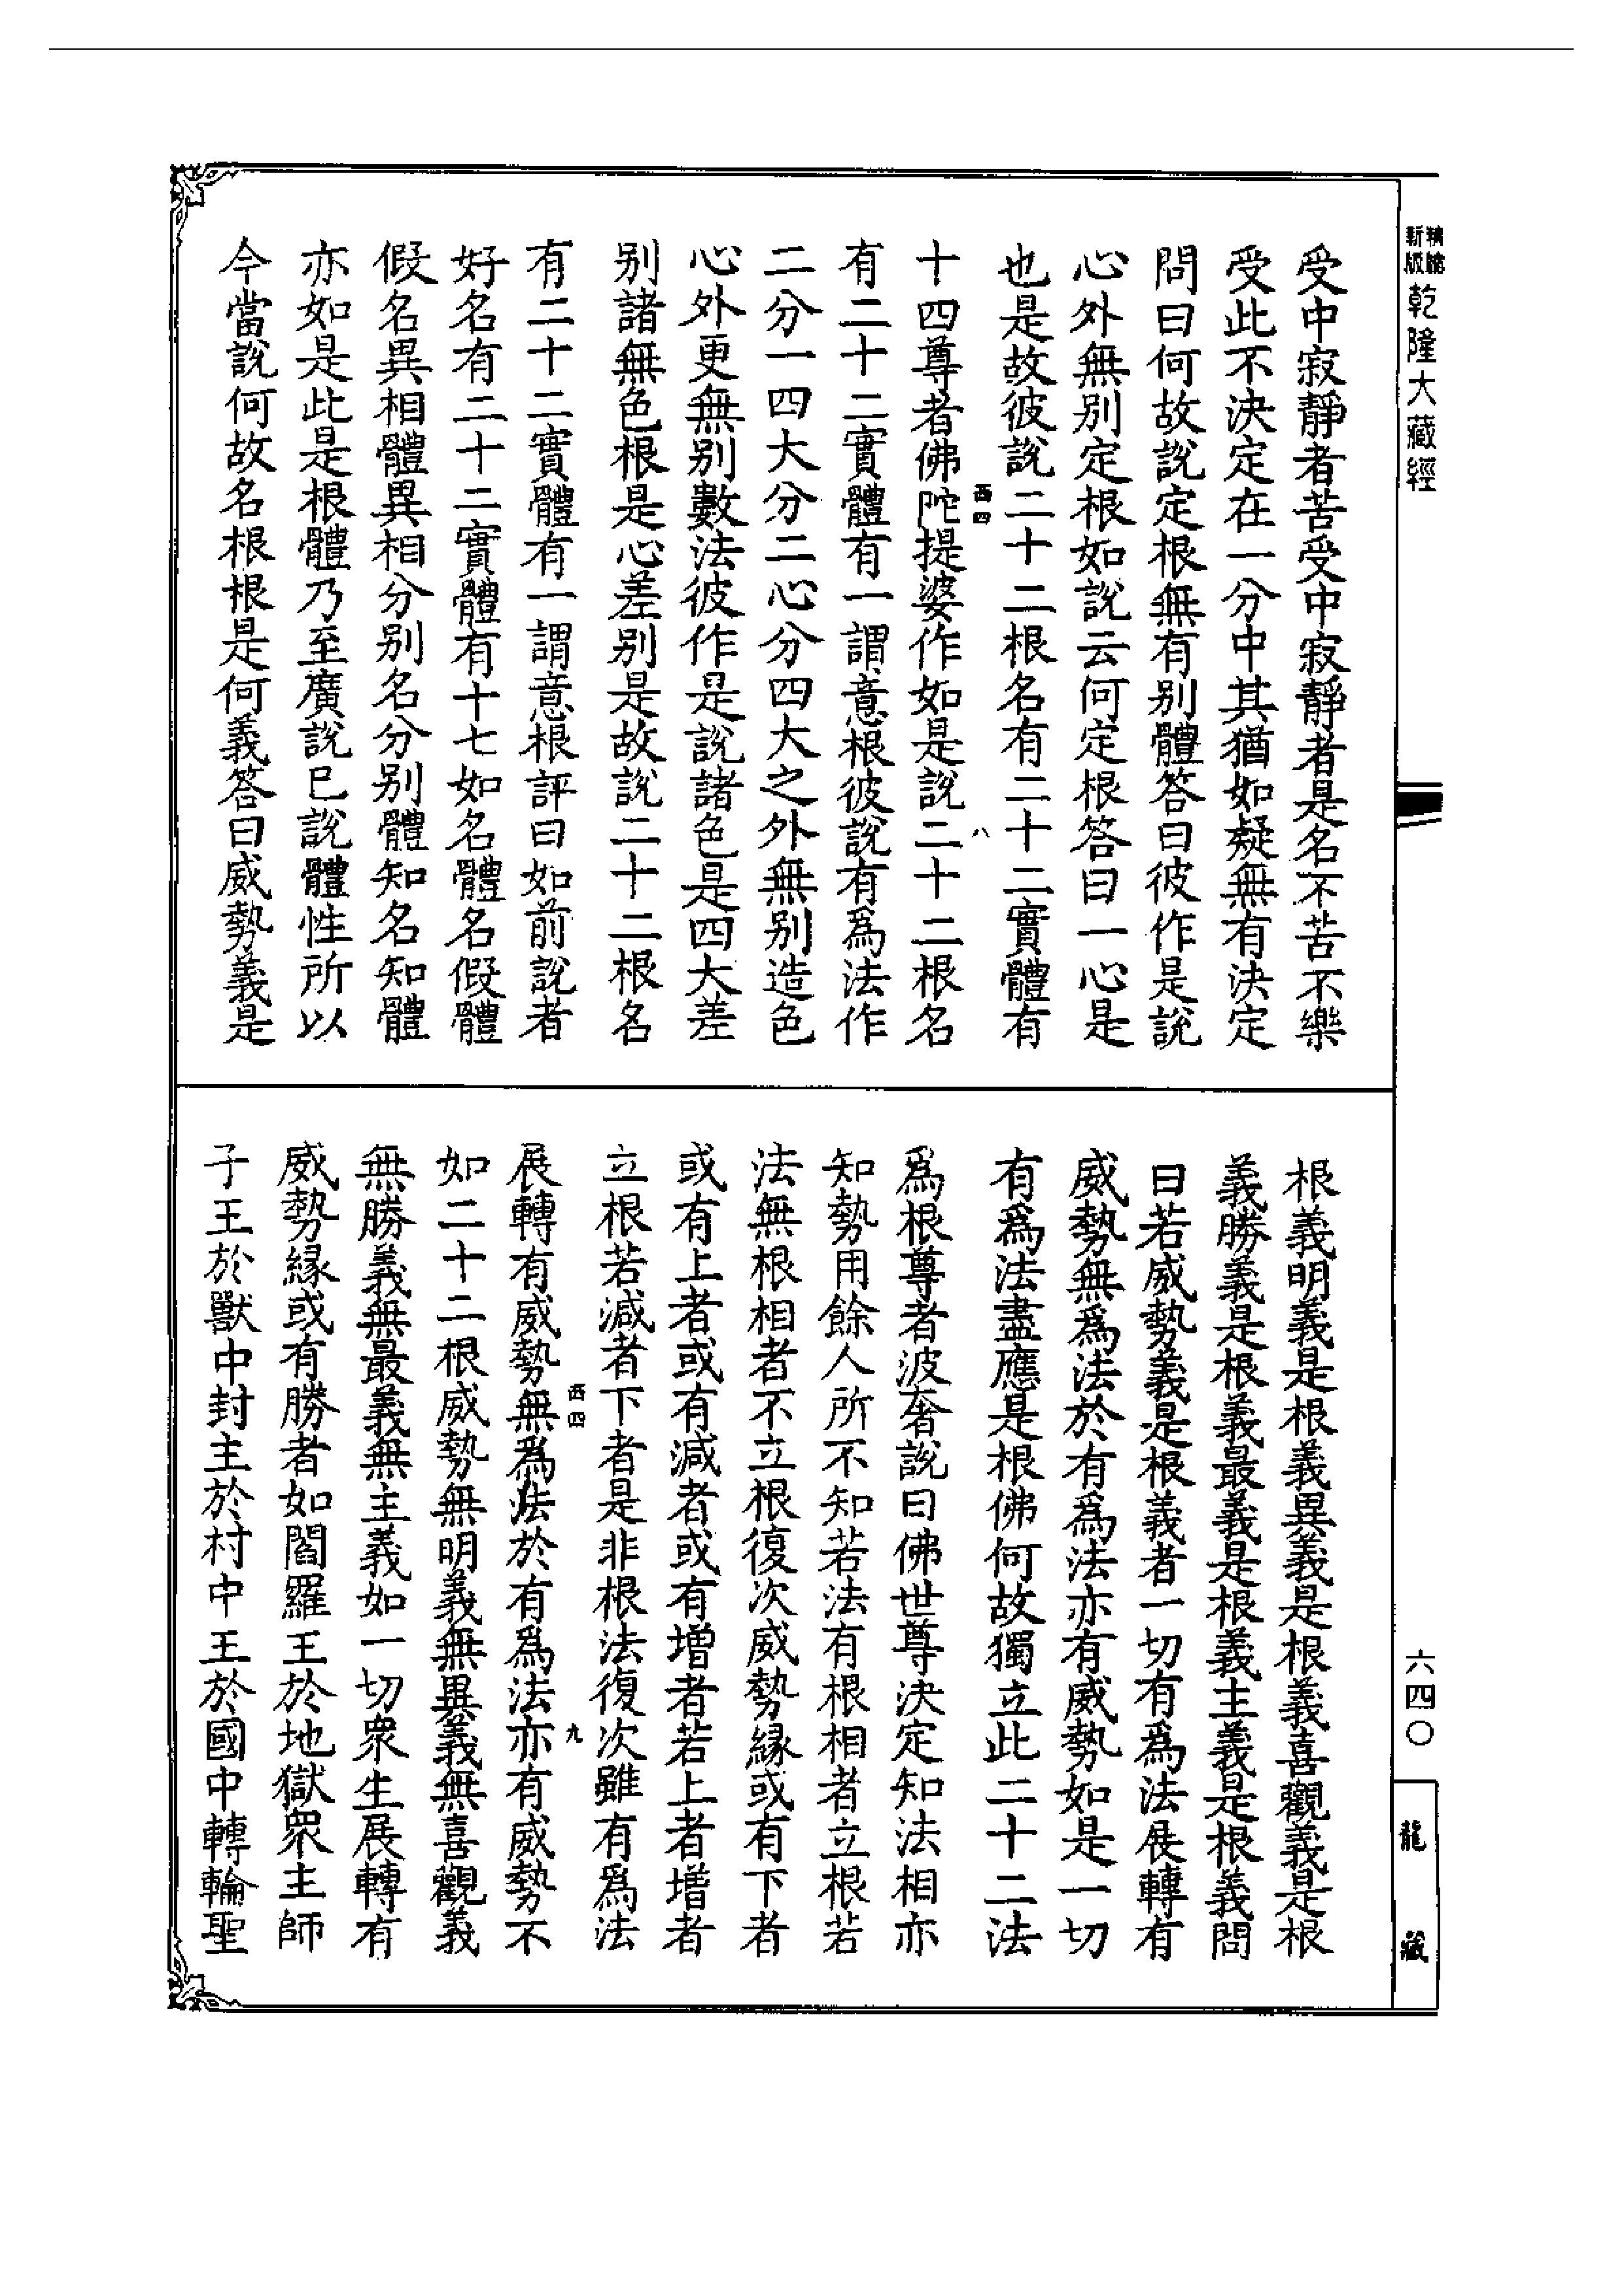 新版
精縮
乾隆大藏經
受中寂靜者苦受中寂靜者是名不苦不樂
受此不決定在一分中其猶如疑無有決定
問曰何故說定根無有別體答曰彼作是說
心外無別定根如說云何定根答曰一心是
也是故彼說二十二根名有二十二實體有
十四尊者佛陀提婆作如是說二十二根名
有二十二實體有一謂意根彼說有爲法作
二分一四大分二心分四大之外無別造色
心外更無別數法彼作是說諸色是四大差
別諸無色根是心差別是故說二十二根名
有二十二實體有一謂意根評曰如前說者
好名有二十二實體有十七如名體名假體
假名異相體異相分別名分別體知名知體
亦如是此是根體乃至廣說已說體性所以
今當說何故名根根是何義答曰威勢義是
西四
八
根義明義是根義異義是根義喜觀義是根
義勝義是根義最義是根義主義是根義問
曰若威勢義是根義者一切有爲法展轉有
威勢無爲法於有爲法亦有威勢如是一切
有爲法盡應是根佛何故獨立此二十二法
爲根尊者波奢說曰佛世尊決定知法相亦
知勢用餘人所不知若法有根相者立根若
法無根相者不立根復次威勢緣或有下者
或有上者或有減者或有增者若上者增者
立根若減者下者是非根法復次雖有爲法
展轉有威勢無爲法於有爲法亦有威勢不
如二十二根威勢無明義無異義無喜觀義
無勝義無最義無主義如一切衆生展轉有
威勢緣或有勝者如閻羅王於地獄衆主師
子王於獸中封主於村中王於國中轉輪聖
西四
九
六四〇
龍藏